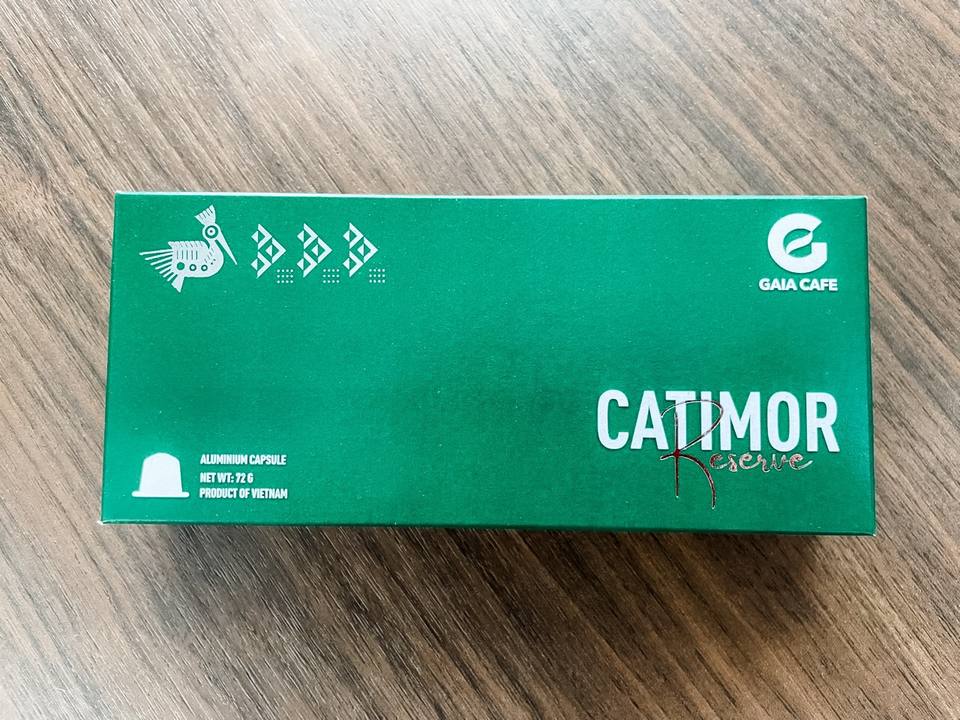 GAIA CAFE
CATIMOR
Reserve
ALUMINIUM CAPSULE
NET WT: 72 G
PRODUCT OF VIETNAM